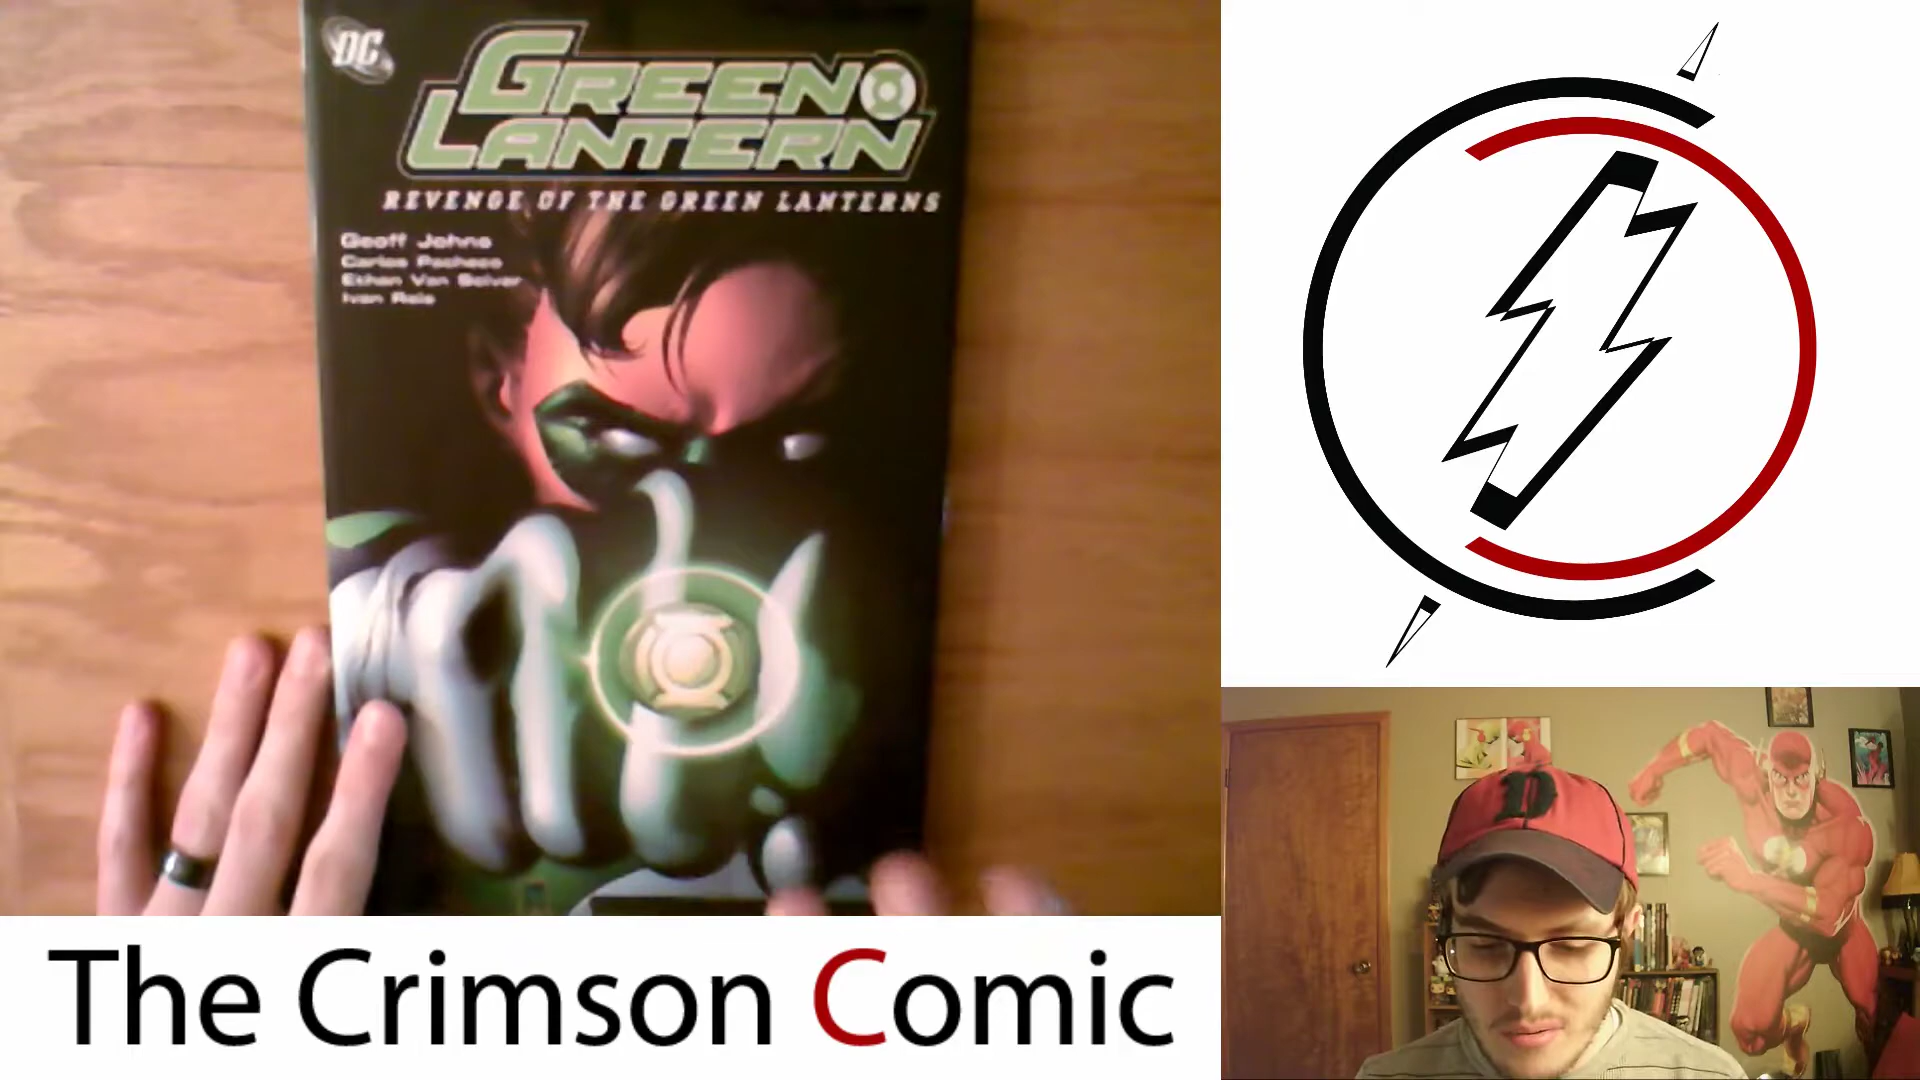 DC
GREEN
LANTERN
REVENGE OF THE GREEN LANTERNS
Geoff Johns
Carlos Pacheco
Ethan Van Sciver
Ivan Reis
D
The Crimson Comic